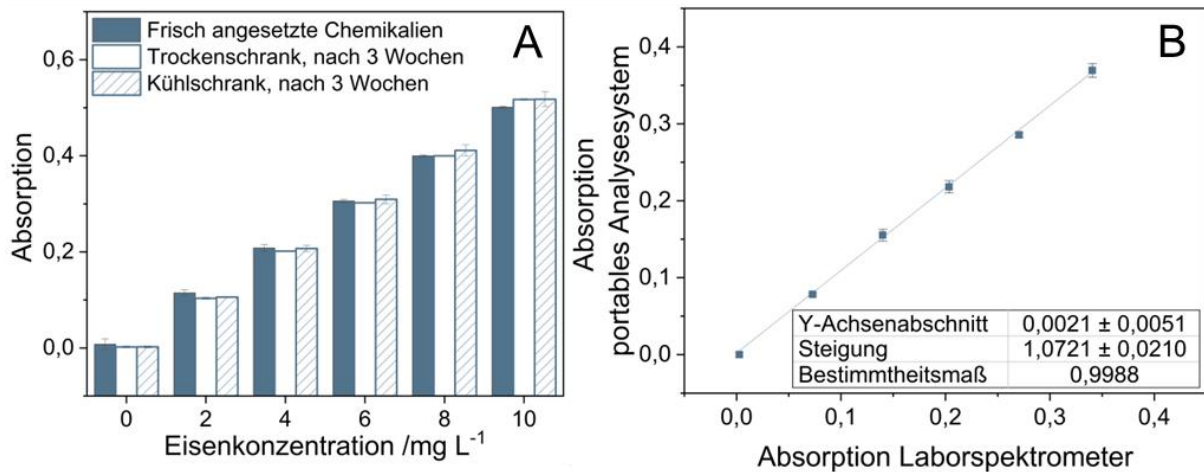 A
Frisch angesetzte Chemikalien
Trockenschrank, nach 3 Wochen
Kühlschrank, nach 3 Wochen
Absorption
0,6
0,4
0,2
0,0
0 2 4 6 8 10
Eisenkonzentration /mg L⁻¹
B
Absorption
portables Analysesystem
0,4
0,3
0,2
0,1
0,0
Y-Achsenabschnitt 0,0021 ± 0,0051
Steigung 1,0721 ± 0,0210
Bestimmtheitsmaß 0,9988
0,0 0,1 0,2 0,3 0,4
Absorption Laborspektrometer